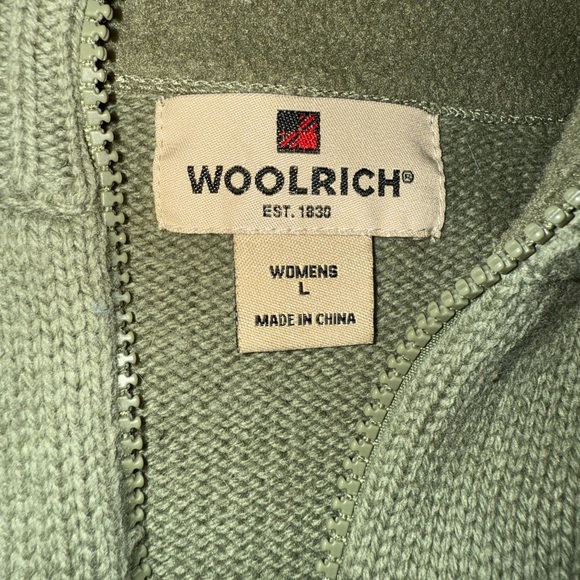 WOOLRICH®
EST. 1830
WOMENS
L
MADE IN CHINA